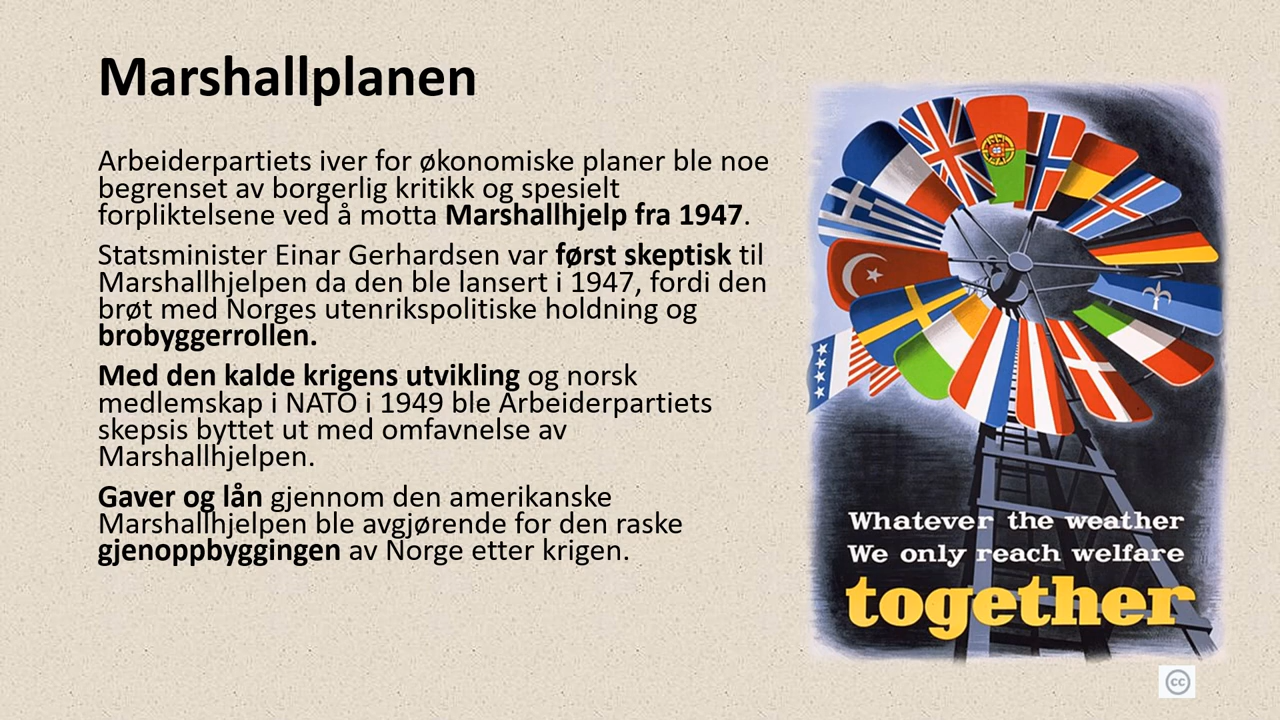 Marshallplanen
Arbeiderpartiets iver for økonomiske planer ble noe
begrenset av borgerlig kritikk og spesielt
forpliktelsene ved å motta Marshallhjelp fra 1947.
Statsminister Einar Gerhardsen var først skeptisk til
Marshallhjelpen da den ble lansert i 1947, fordi den
brøt med Norges utenrikspolitiske holdning og
brobyggerrollen.
Med den kalde krigens utvikling og norsk
medlemskap i NATO i 1949 ble Arbeiderpartiets
skepsis byttet ut med omfavnelse av
Marshallhjelpen.
Gaver og lån gjennom den amerikanske
Marshallhjelpen ble avgjørende for den raske
gjenoppbyggingen av Norge etter krigen.
Whatever the weather
We only reach welfare
together
cc